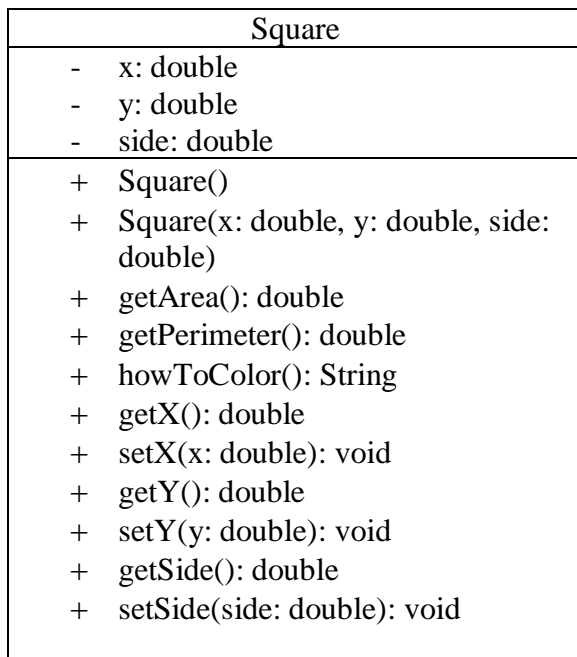 Square
- x: double
- y: double
- side: double
+ Square()
+ Square(x: double, y: double, side:
double)
+ getArea(): double
+ getPerimeter(): double
+ howToColor(): String
+ getX(): double
+ setX(x: double): void
+ getY(): double
+ setY(y: double): void
+ getSide(): double
+ setSide(side: double): void